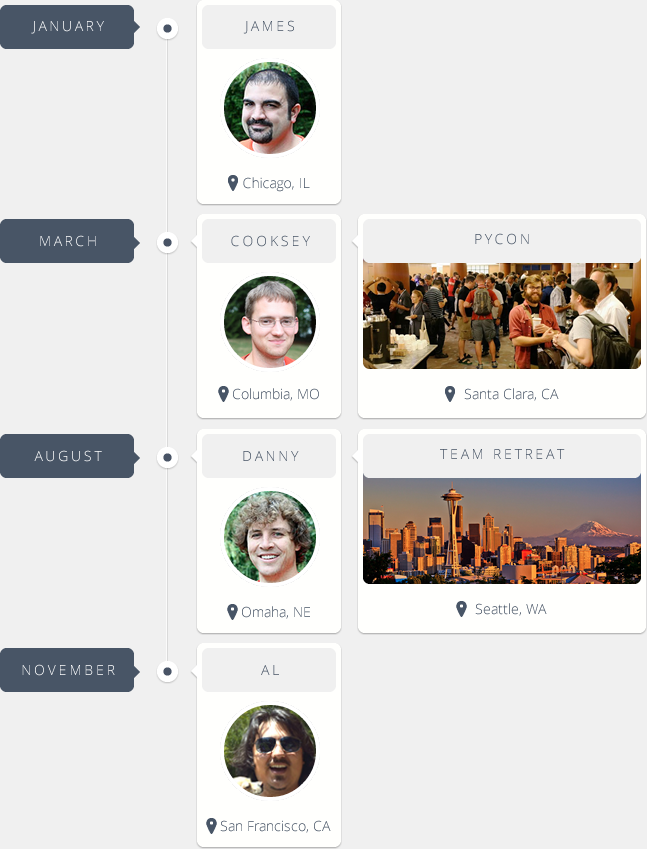 JANUARY
JAMES
Chicago, IL
MARCH
COOKSEY
PYCON
Columbia, MO
Santa Clara, CA
AUGUST
DANNY
TEAM RETREAT
Omaha, NE
Seattle, WA
NOVEMBER
AL
San Francisco, CA